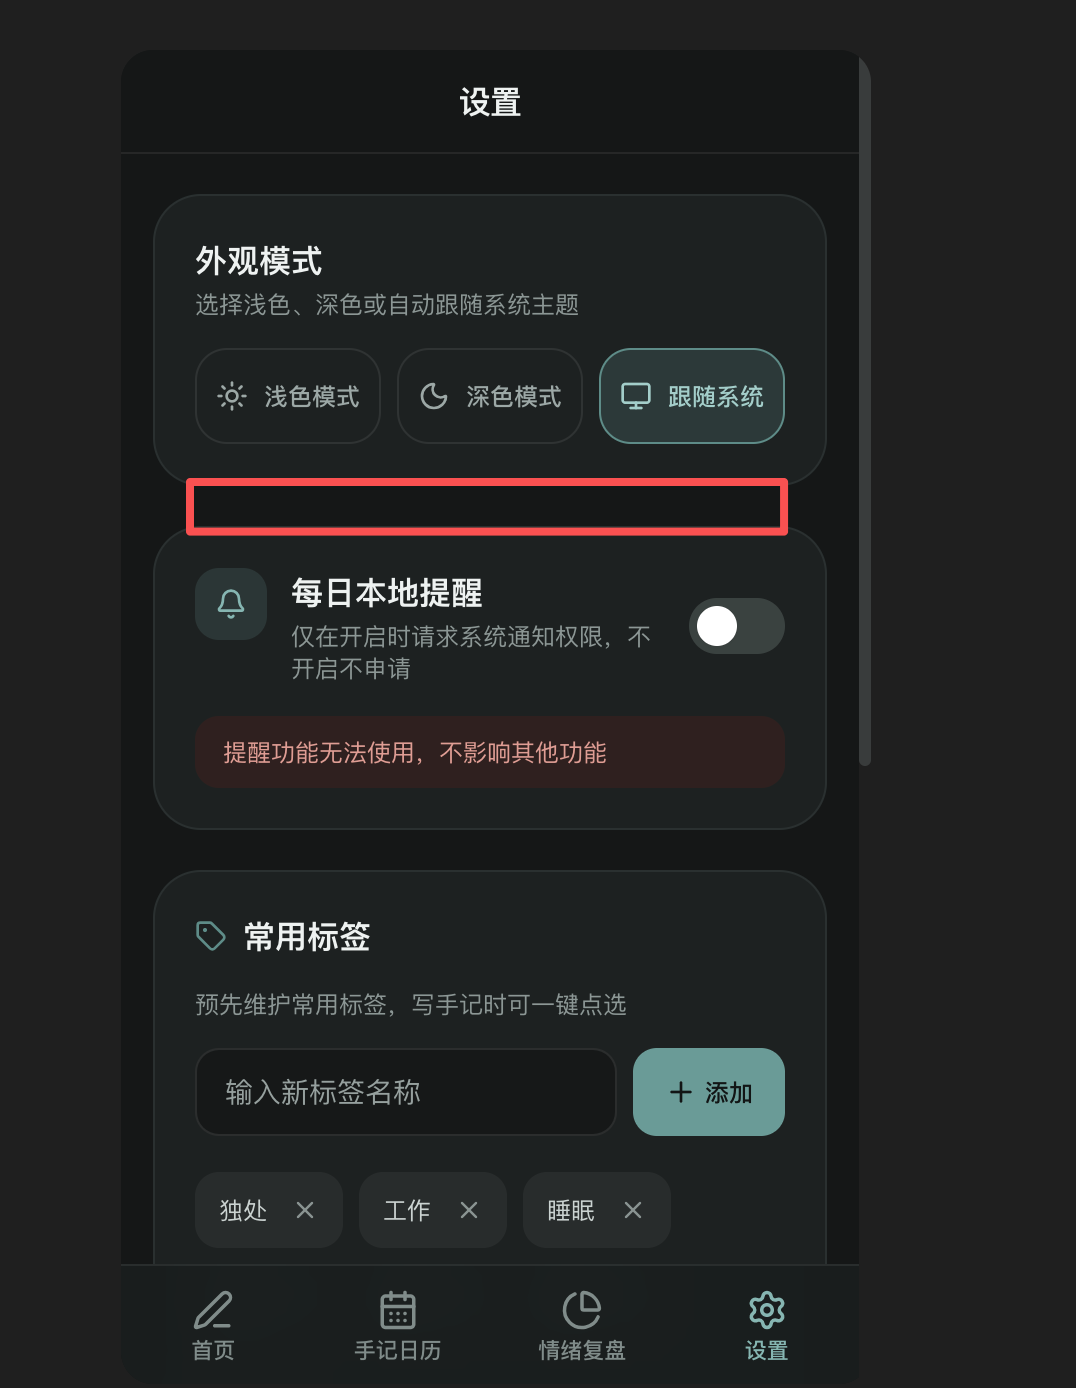 设置
外观模式
选择浅色、深色或自动跟随系统主题
浅色模式
深色模式
跟随系统
每日本地提醒
仅在开启时请求系统通知权限，不
开启不申请
提醒功能无法使用，不影响其他功能
常用标签
预先维护常用标签，写手记时可一键点选
输入新标签名称
添加
独处
工作
睡眠
首页
手记日历
情绪复盘
设置